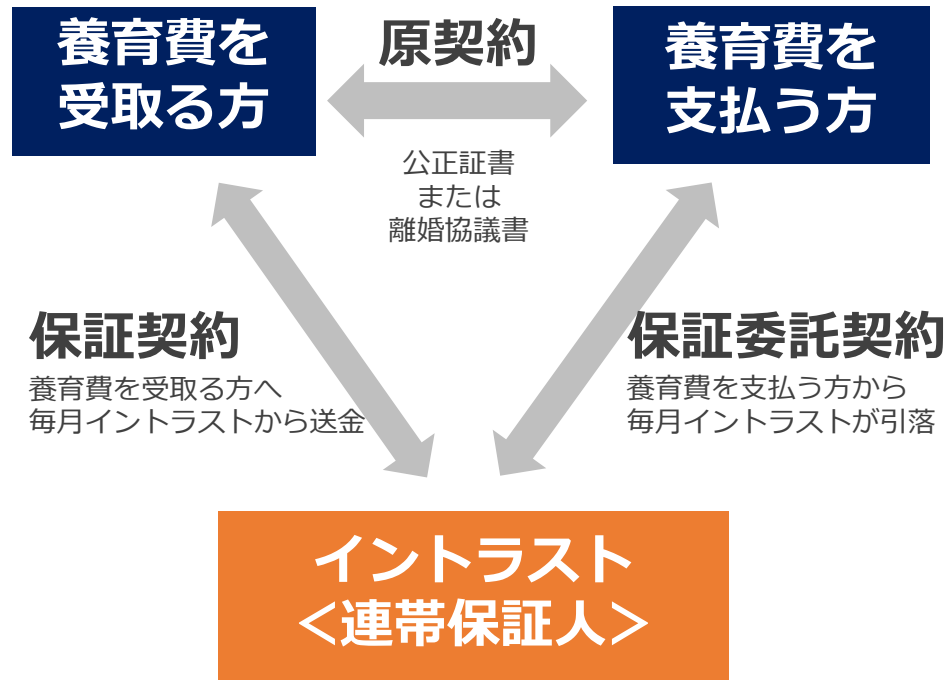 養育費を
受取る方
原契約
養育費を
支払う方
公正証書
または
離婚協議書
保証契約
養育費を受取る方へ
毎月イントラストから送金
保証委託契約
養育費を支払う方から
毎月イントラストが引落
イントラスト
＜連帯保証人＞